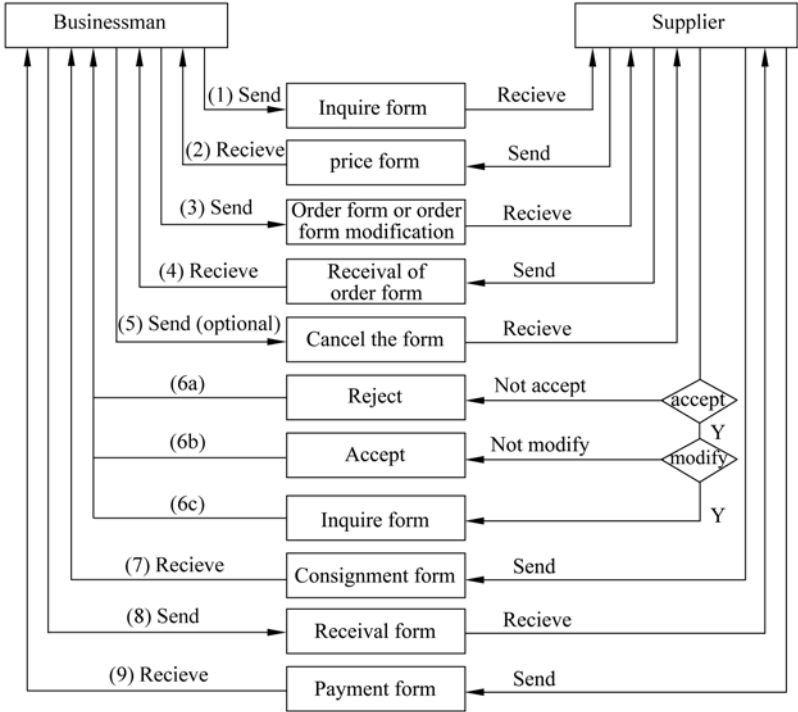 Businessman
Supplier
(1) Send
Inquire form
Recieve
(2) Recieve
price form
Send
(3) Send
Order form or order
form modification
Recieve
(4) Recieve
Receival of
order form
Send
(5) Send (optional)
Cancel the form
Recieve
(6a)
Reject
Not accept
accept
Y
(6b)
Accept
Not modify
modify
(6c)
Inquire form
Y
(7) Recieve
Consignment form
Send
(8) Send
Receival form
Recieve
(9) Recieve
Payment form
Send